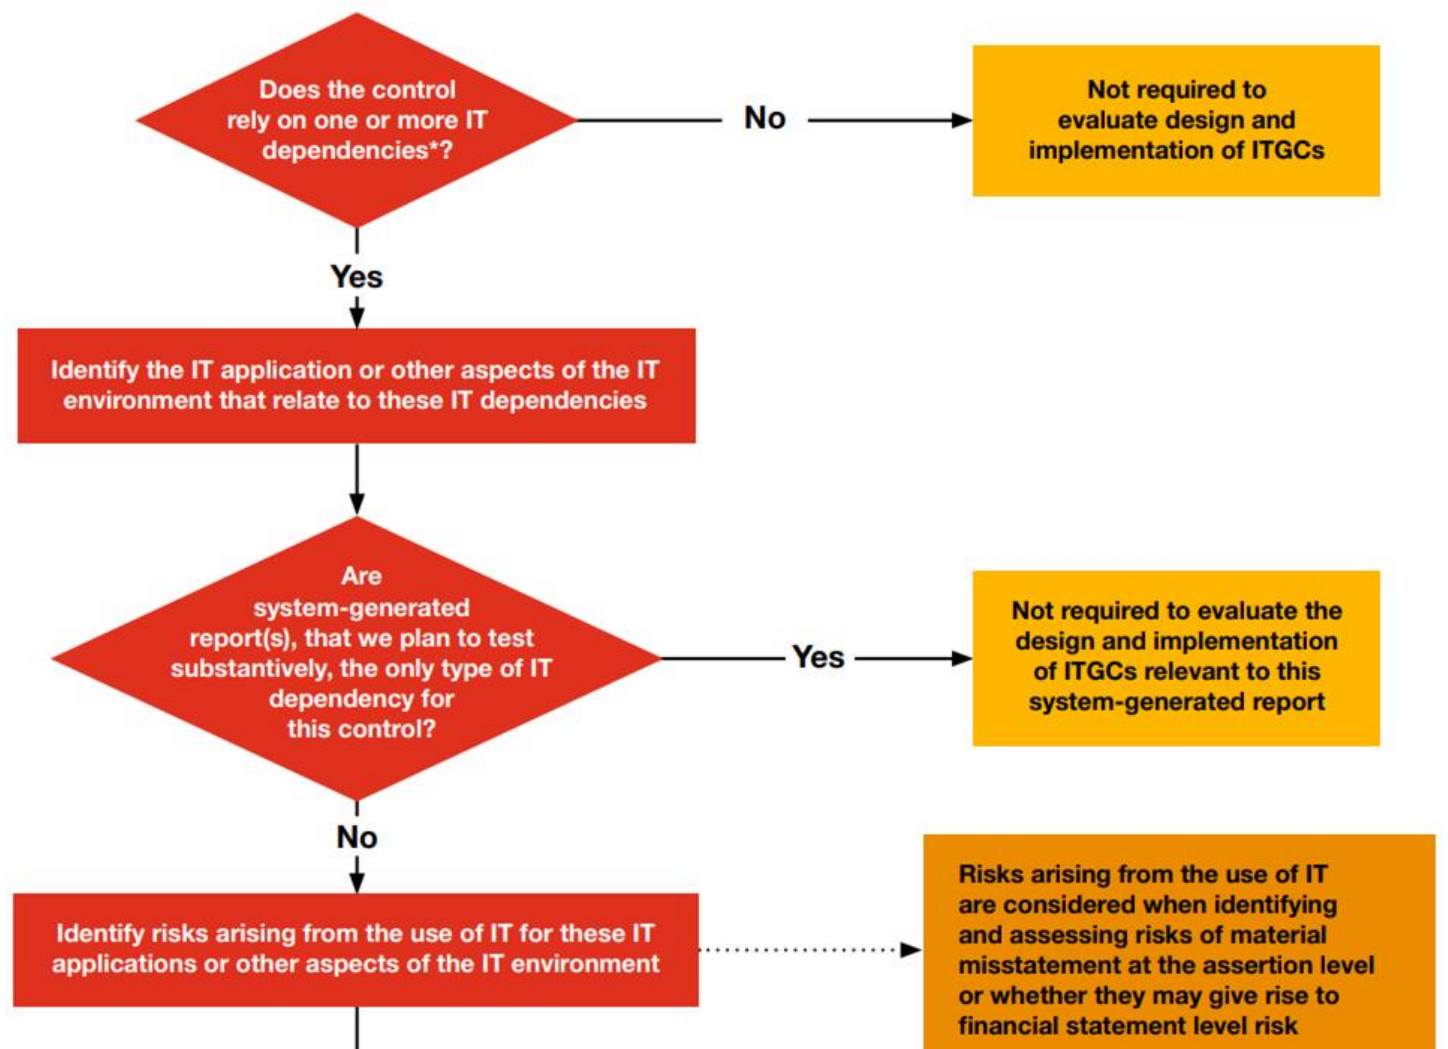 Does the control
rely on one or more IT
dependencies*?
No
Not required to
evaluate design and
implementation of ITGCs
Yes
Identify the IT application or other aspects of the IT
environment that relate to these IT dependencies
Are
system-generated
report(s), that we plan to test
substantively, the only type of IT
dependency for
this control?
Yes
Not required to evaluate the
design and implementation
of ITGCs relevant to this
system-generated report
No
Identify risks arising from the use of IT for these IT
applications or other aspects of the IT environment
Risks arising from the use of IT
are considered when identifying
and assessing risks of material
misstatement at the assertion level
or whether they may give rise to
financial statement level risk